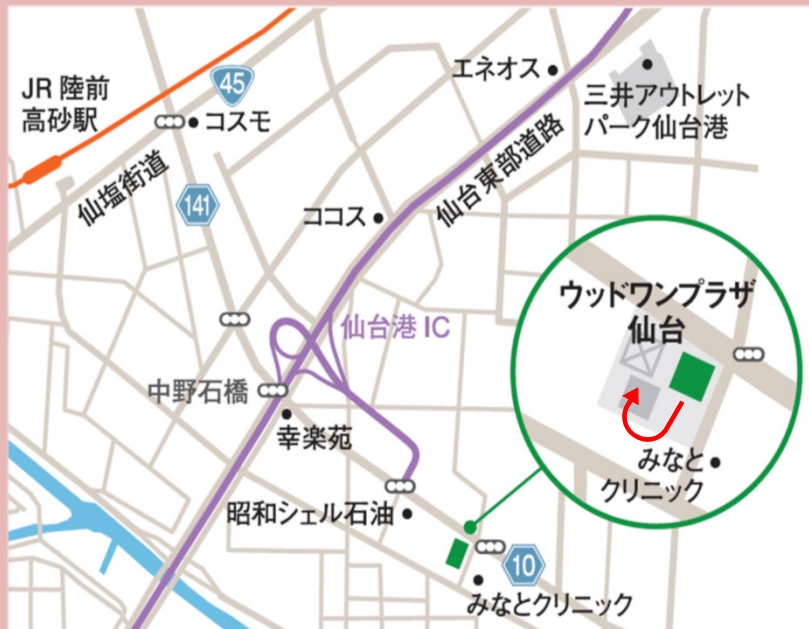 JR 陸前
高砂駅
45
コスモ
仙塩街道
141
エネオス
三井アウトレット
パーク仙台港
仙台東部道路
ココス
仙台港 IC
中野石橋
幸楽苑
昭和シェル石油
ウッドワンプラザ
仙台
みなと
クリニック
10
みなとクリニック